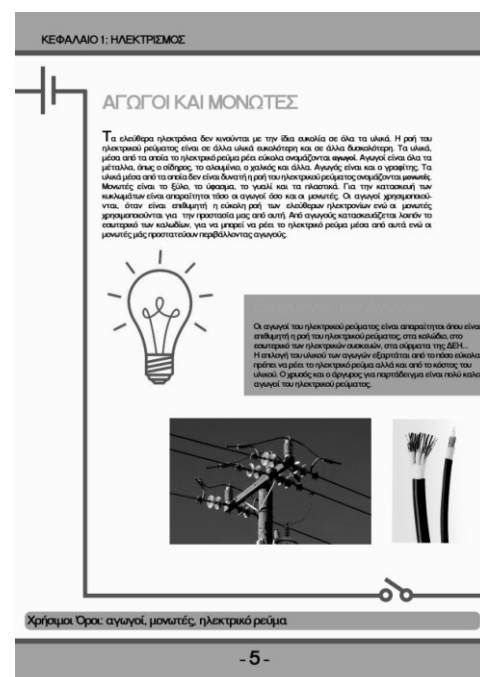 ΚΕΦΑΛΑΙΟ 1: ΗΛΕΚΤΡΙΣΜΟΣ
ΑΓΩΓΟΙ ΚΑΙ ΜΟΝΩΤΕΣ
Τα ελεύθερα ηλεκτρόνια δεν κινούνται με την ίδια ευκολία σε όλα τα υλικά. Η ροή του
ηλεκτρικού ρεύματος είναι σε άλλα υλικά ευκολότερη και σε άλλα δυσκολότερη. Τα υλικά,
μέσα από τα οποία το ηλεκτρικό ρεύμα ρέει εύκολα ονομάζονται αγωγοί. Αγωγοί είναι όλα τα
μέταλλα, όπως ο σίδηρος, το αλουμίνιο, ο χαλκός και άλλα. Αγωγός είναι και ο γραφίτης. Τα
υλικά μέσα από τα οποία δεν είναι δυνατή η ροή του ηλεκτρικού ρεύματος ονομάζονται μονωτές.
Μονωτές είναι το ξύλο, το ύφασμα, το γυαλί και τα πλαστικά. Για την κατασκευή των
κυκλωμάτων είναι απαραίτητοι τόσο οι αγωγοί όσο και οι μονωτές. Οι αγωγοί χρησιμοποιού-
νται, όταν είναι επιθυμητή η εύκολη ροή των ελεύθερων ηλεκτρονίων ενώ οι μονωτές
χρησιμοποιούνται για την προστασία μας από αυτή. Από αγωγούς κατασκευάζεται λοιπόν το
εσωτερικό των καλωδίων, για να μπορεί να ρέει το ηλεκτρικό ρεύμα μέσα από αυτά ενώ οι
μονωτές μάς προστατεύουν περιβάλλοντας αγωγούς.
Οι αγωγοί του ηλεκτρικού ρεύματος είναι απαραίτητοι όπου είναι
επιθυμητή η ροή του ηλεκτρικού ρεύματος, στα καλώδια, στο
εσωτερικό των ηλεκτρικών συσκευών, στα σύρματα της ΔΕΗ...
Η επιλογή του υλικού των αγωγών εξαρτάται από το πόσο εύκολα
πρέπει να ρέει το ηλεκτρικό ρεύμα αλλά και από το κόστος του
υλικού. Ο χρυσός και ο άργυρος για παρτάδειγμα είναι πολύ καλο
αγωγοί του ηλεκτρικού ρεύματος.
Χρήσιμοι Όροι: αγωγοί, μονωτές, ηλεκτρικό ρεύμα
- 5 -